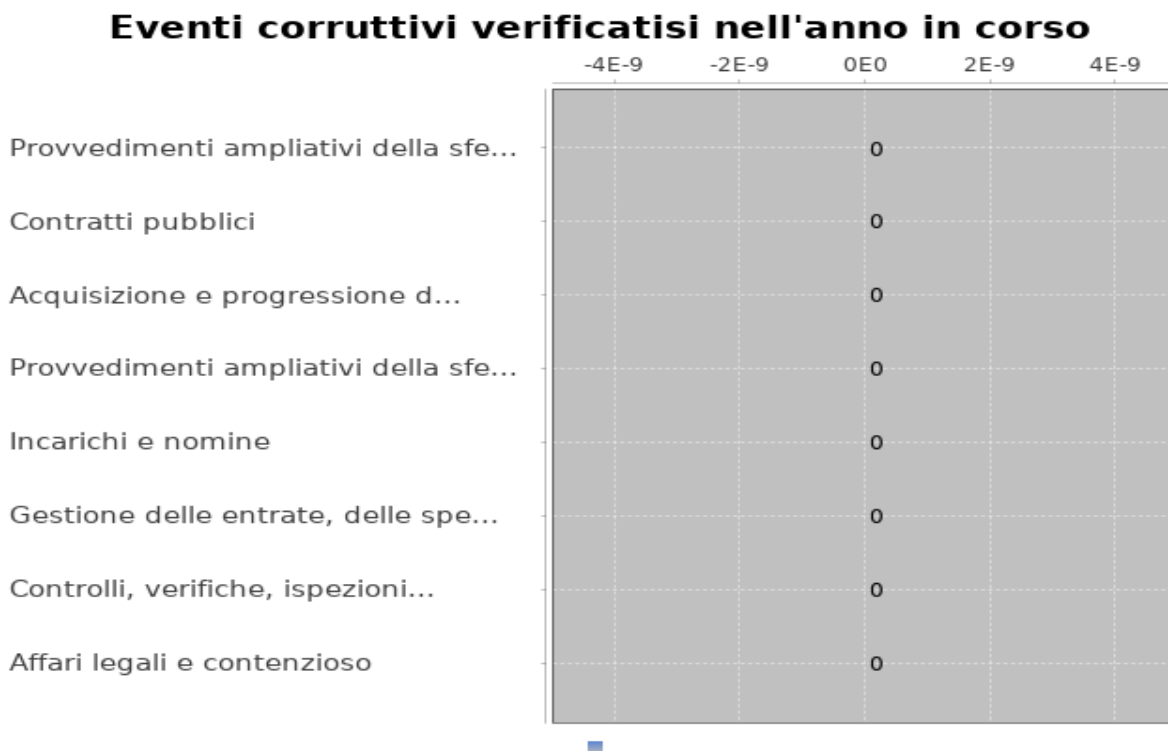 Eventi corruttivi verificatisi nell'anno in corso
-4E-9 -2E-9 0E0 2E-9 4E-9
Provvedimenti ampliativi della sfe... 0
Contratti pubblici 0
Acquisizione e progressione d... 0
Provvedimenti ampliativi della sfe... 0
Incarichi e nomine 0
Gestione delle entrate, delle spe... 0
Controlli, verifiche, ispezioni... 0
Affari legali e contenzioso 0